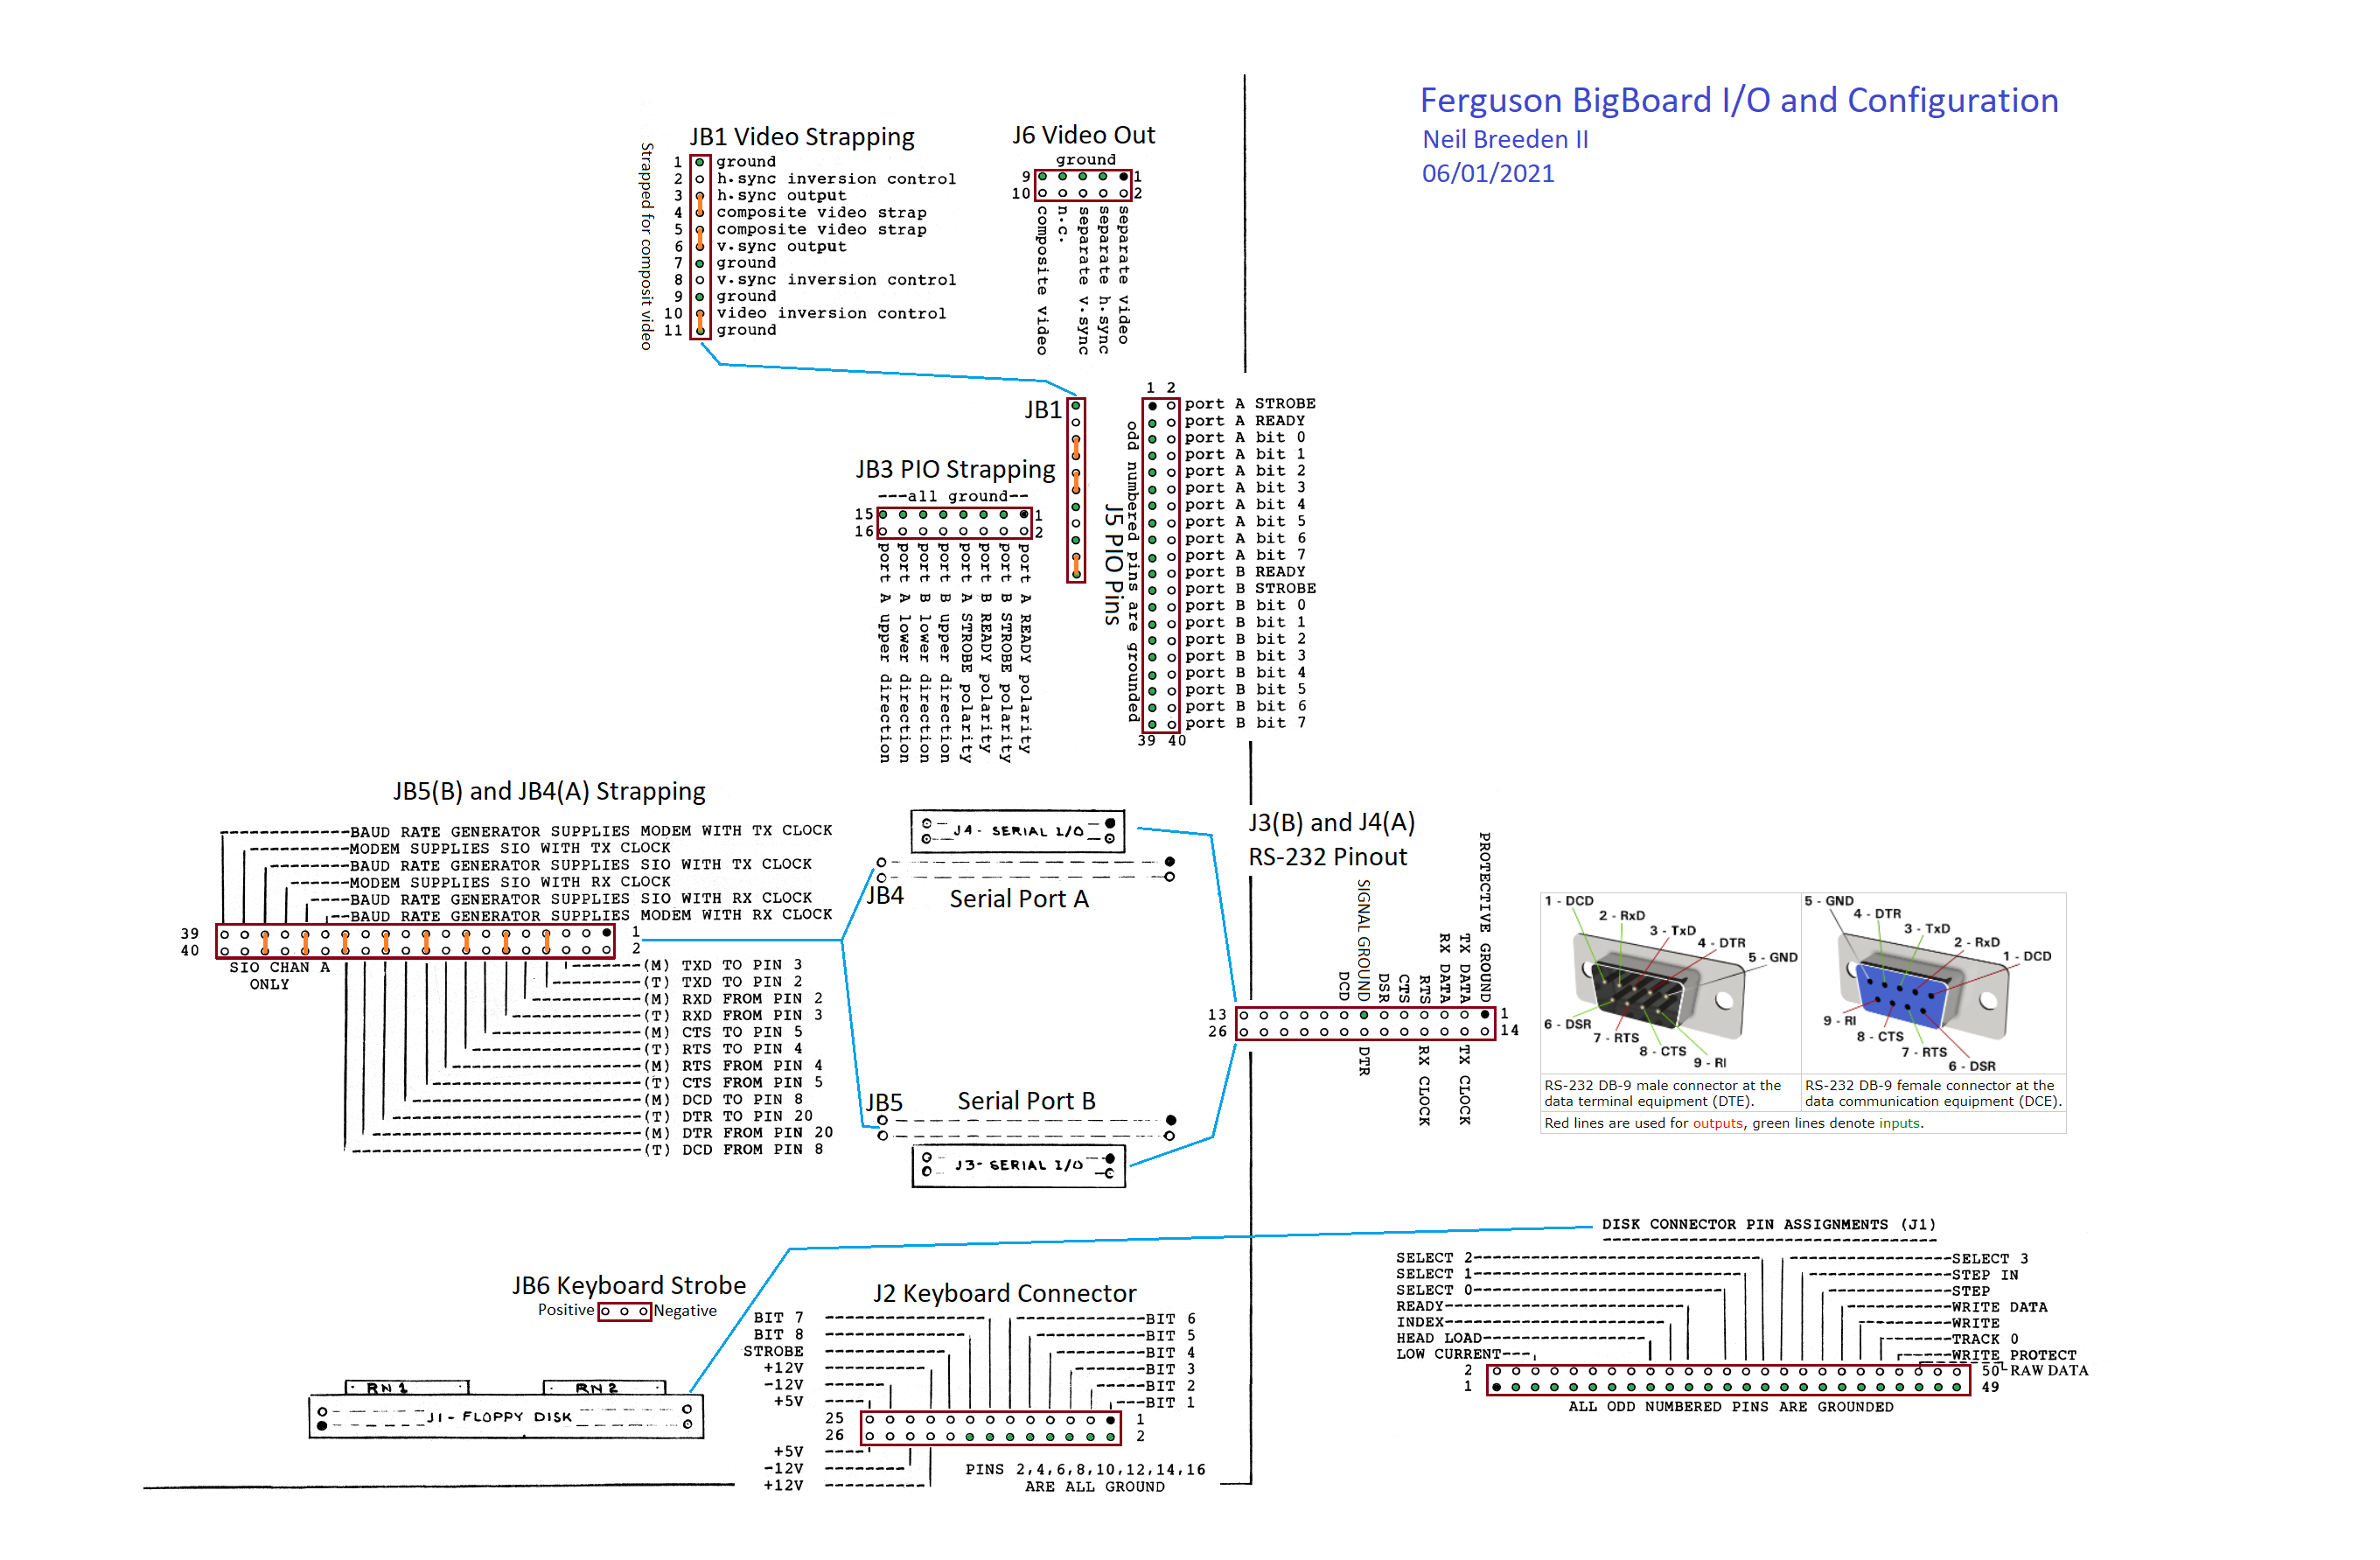 Ferguson BigBoard I/O and Configuration
Neil Breeden II
06/01/2021
JB1 Video Strapping
Strapped for composit video
1 ground
2 h.sync inversion control
3 h.sync output
4 composite video strap
5 composite video strap
6 v.sync output
7 ground
8 v.sync inversion control
9 ground
10 video inversion control
11 ground
J6 Video Out
ground
9 1
10 2
composite video
n.c.
separate v.sync
separate h.sync
separate video
JB1
JB3 PIO Strapping
---all ground--
15 1
16 2
port A upper direction
port A lower direction
port B lower direction
port B upper direction
port A STROBE polarity
port B READY polarity
port B STROBE polarity
port A READY polarity
J5 PIO Pins
odd numbered pins are grounded
1 2
port A STROBE
port A READY
port A bit 0
port A bit 1
port A bit 2
port A bit 3
port A bit 4
port A bit 5
port A bit 6
port A bit 7
port B READY
port B STROBE
port B bit 0
port B bit 1
port B bit 2
port B bit 3
port B bit 4
port B bit 5
port B bit 6
port B bit 7
39 40
JB5(B) and JB4(A) Strapping
BAUD RATE GENERATOR SUPPLIES MODEM WITH TX CLOCK
MODEM SUPPLIES SIO WITH TX CLOCK
BAUD RATE GENERATOR SUPPLIES SIO WITH TX CLOCK
MODEM SUPPLIES SIO WITH RX CLOCK
BAUD RATE GENERATOR SUPPLIES SIO WITH RX CLOCK
BAUD RATE GENERATOR SUPPLIES MODEM WITH RX CLOCK
39 1
40 2
SIO CHAN A
ONLY
(M) TXD TO PIN 3
(T) TXD TO PIN 2
(M) RXD FROM PIN 2
(T) RXD FROM PIN 3
(M) CTS TO PIN 5
(T) RTS TO PIN 4
(M) RTS FROM PIN 4
(T) CTS FROM PIN 5
(M) DCD TO PIN 8
(T) DTR TO PIN 20
(M) DTR FROM PIN 20
(T) DCD FROM PIN 8
J4- SERIAL I/O
JB4
Serial Port A
JB5
Serial Port B
J3- SERIAL I/O
J3(B) and J4(A)
RS-232 Pinout
DCD
SIGNAL GROUND
DSR
CTS
RTS
RX DATA
TX DATA
PROTECTIVE GROUND
13 1
26 14
DTR
RX CLOCK
TX CLOCK
1 - DCD
2 - RxD
3 - TxD
4 - DTR
5 - GND
6 - DSR
7 - RTS
8 - CTS
9 - RI
RS-232 DB-9 male connector at the
data terminal equipment (DTE).
5 - GND
4 - DTR
3 - TxD
2 - RxD
1 - DCD
9 - RI
8 - CTS
7 - RTS
6 - DSR
RS-232 DB-9 female connector at the
data communication equipment (DCE).
Red lines are used for outputs, green lines denote inputs.
DISK CONNECTOR PIN ASSIGNMENTS (J1)
SELECT 2
SELECT 1
SELECT 0
READY
INDEX
HEAD LOAD
LOW CURRENT
SELECT 3
STEP IN
STEP
WRITE DATA
WRITE
TRACK 0
WRITE PROTECT
2 50 RAW DATA
1 49
ALL ODD NUMBERED PINS ARE GROUNDED
JB6 Keyboard Strobe
Positive Negative
RN1 RN2
J1 - FLOPPY DISK
J2 Keyboard Connector
BIT 7
BIT 8
STROBE
+12V
-12V
+5V
BIT 6
BIT 5
BIT 4
BIT 3
BIT 2
BIT 1
25 1
26 2
+5V
-12V
+12V
PINS 2,4,6,8,10,12,14,16
ARE ALL GROUND